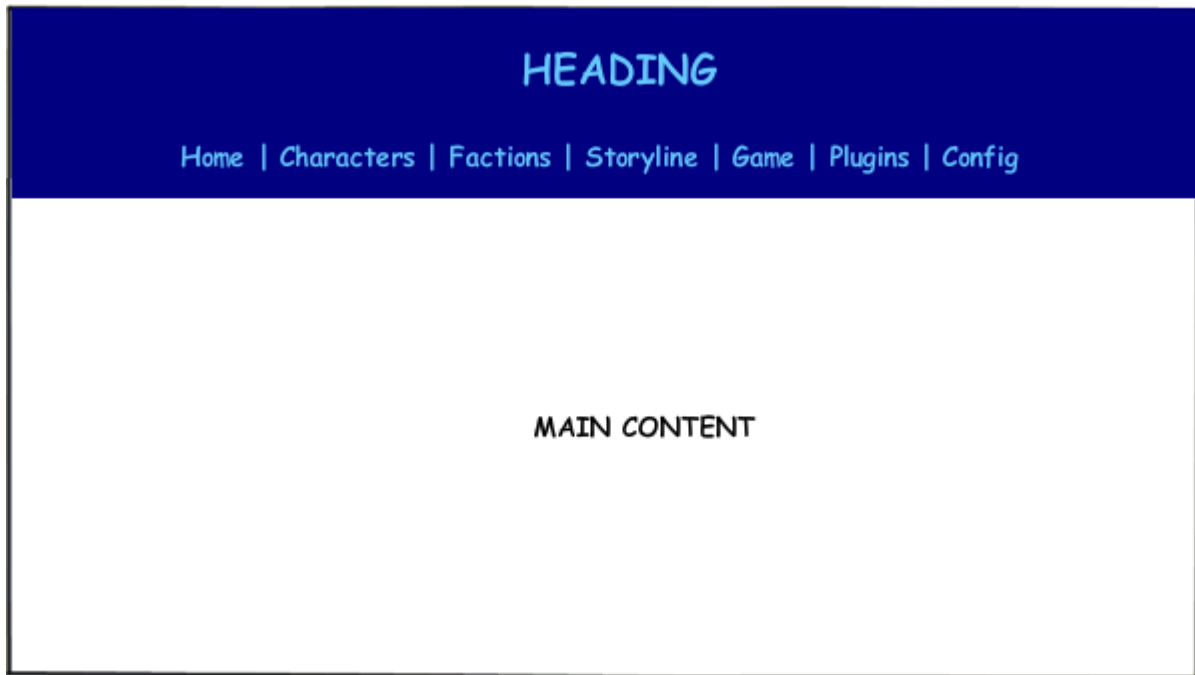 HEADING
Home | Characters | Factions | Storyline | Game | Plugins | Config
MAIN CONTENT